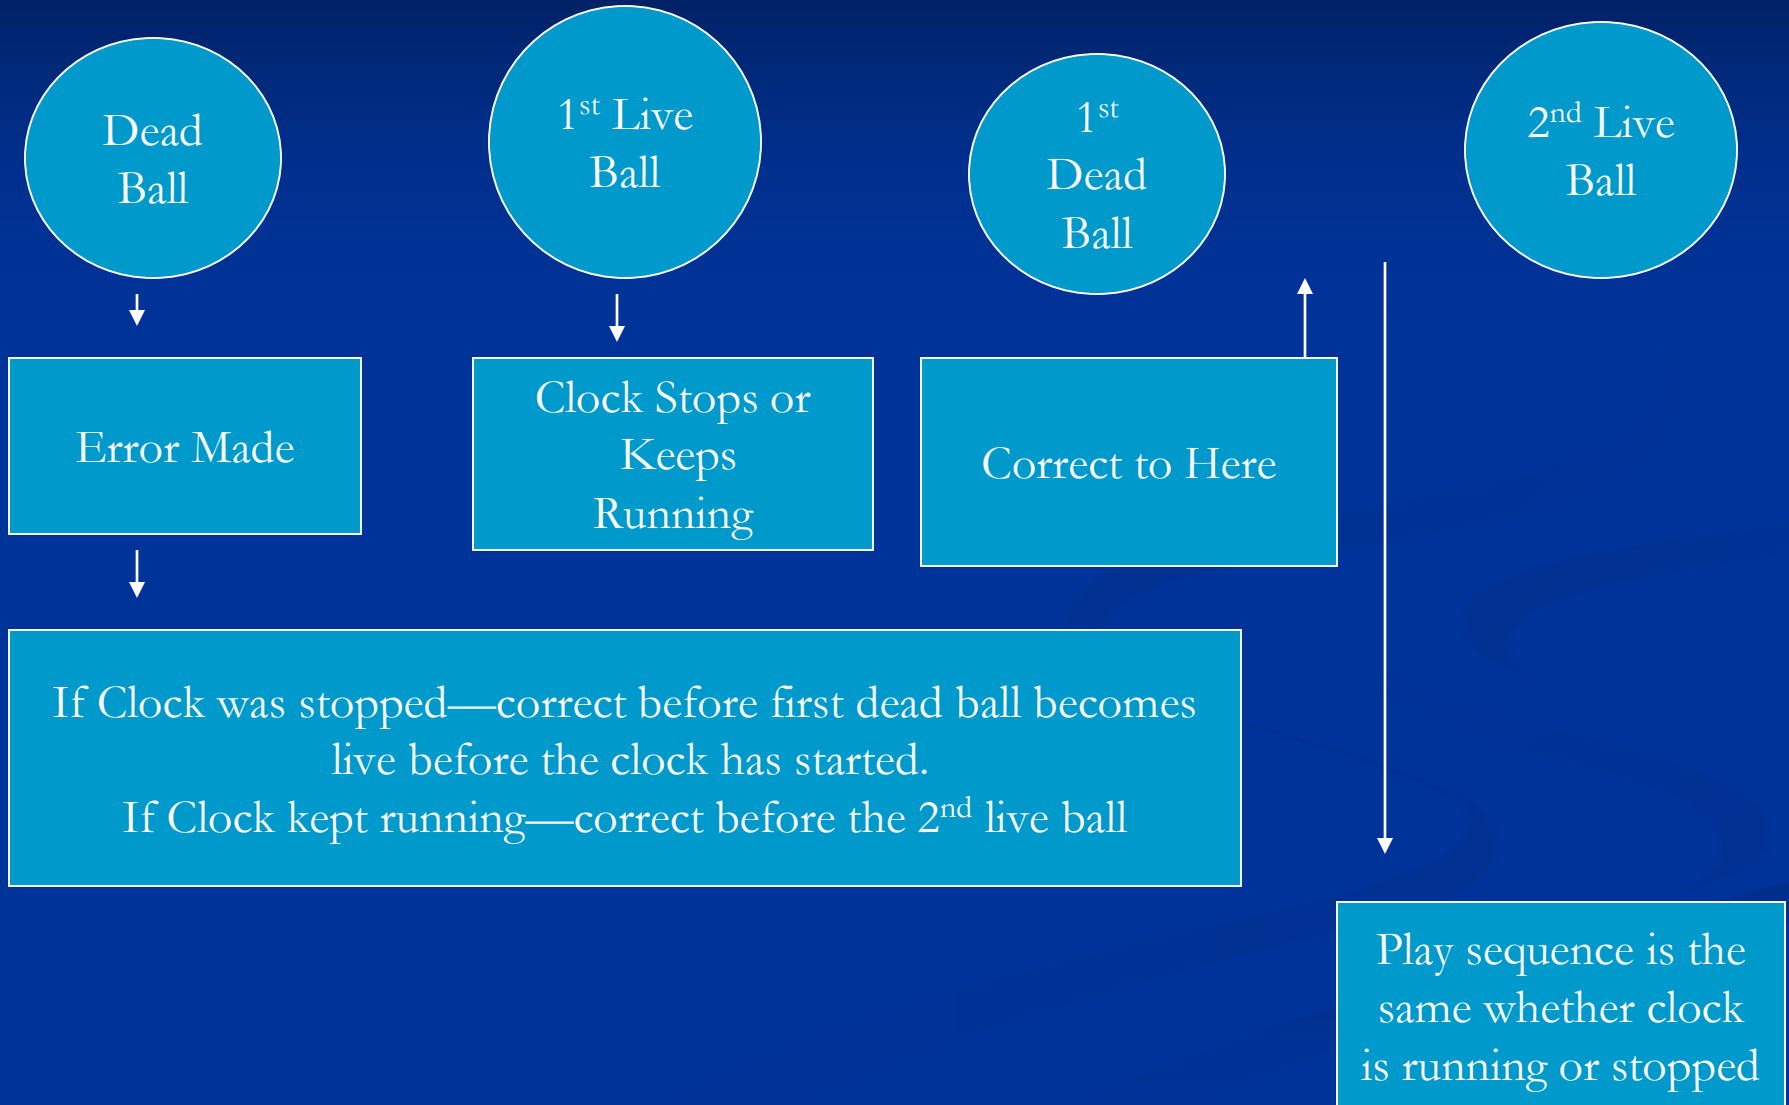 Dead
Ball
1st Live
Ball
1st
Dead
Ball
2nd Live
Ball
Error Made
Clock Stops or
Keeps
Running
Correct to Here
If Clock was stopped—correct before first dead ball becomes
live before the clock has started.
If Clock kept running—correct before the 2nd live ball
Play sequence is the
same whether clock
is running or stopped